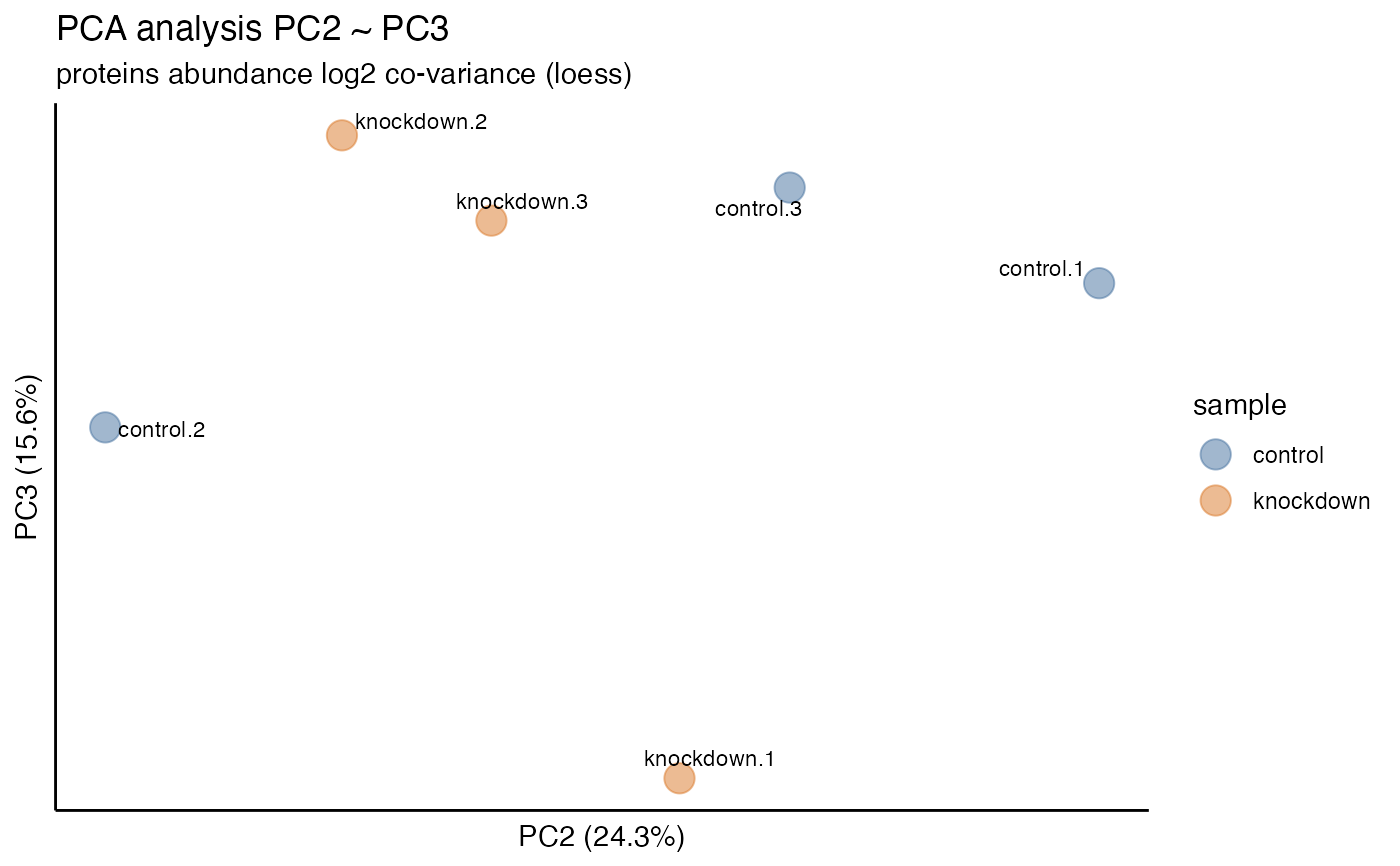 PCA analysis PC2 ~ PC3
proteins abundance log2 co-variance (loess)
knockdown.2
knockdown.3
control.3
control.1
control.2
knockdown.1
PC3 (15.6%)
PC2 (24.3%)
sample
control
knockdown